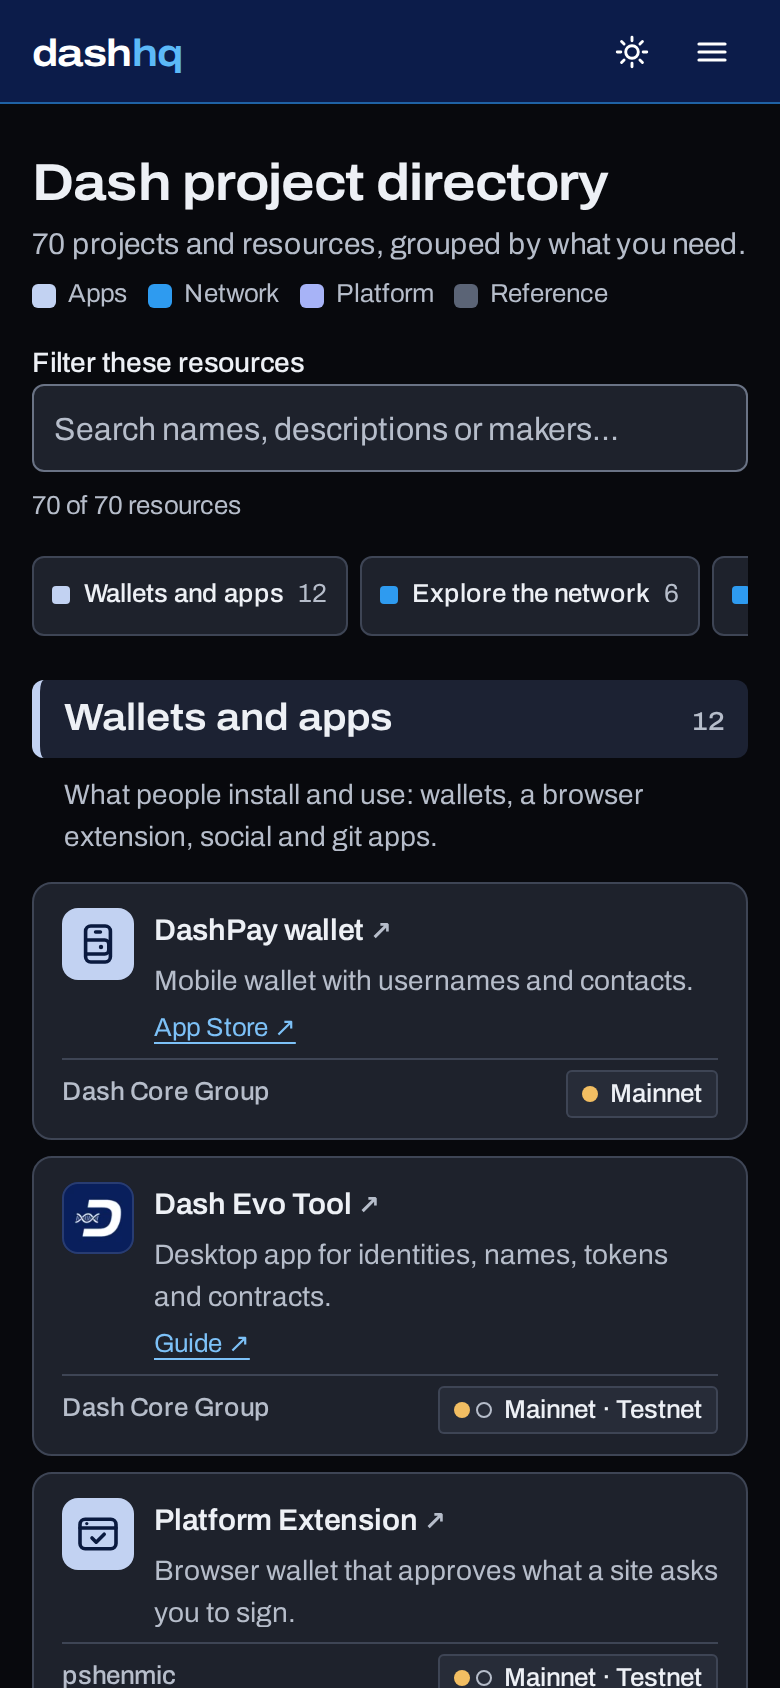 dashhq
Dash project directory
70 projects and resources, grouped by what you need.
Apps Network Platform Reference
Filter these resources
Search names, descriptions or makers...
70 of 70 resources
Wallets and apps 12 Explore the network 6
Wallets and apps 12
What people install and use: wallets, a browser
extension, social and git apps.
DashPay wallet ↗
Mobile wallet with usernames and contacts.
App Store ↗
Dash Core Group Mainnet
Dash Evo Tool ↗
Desktop app for identities, names, tokens
and contracts.
Guide ↗
Dash Core Group Mainnet · Testnet
Platform Extension ↗
Browser wallet that approves what a site asks
you to sign.
pshenmic Mainnet · Testnet